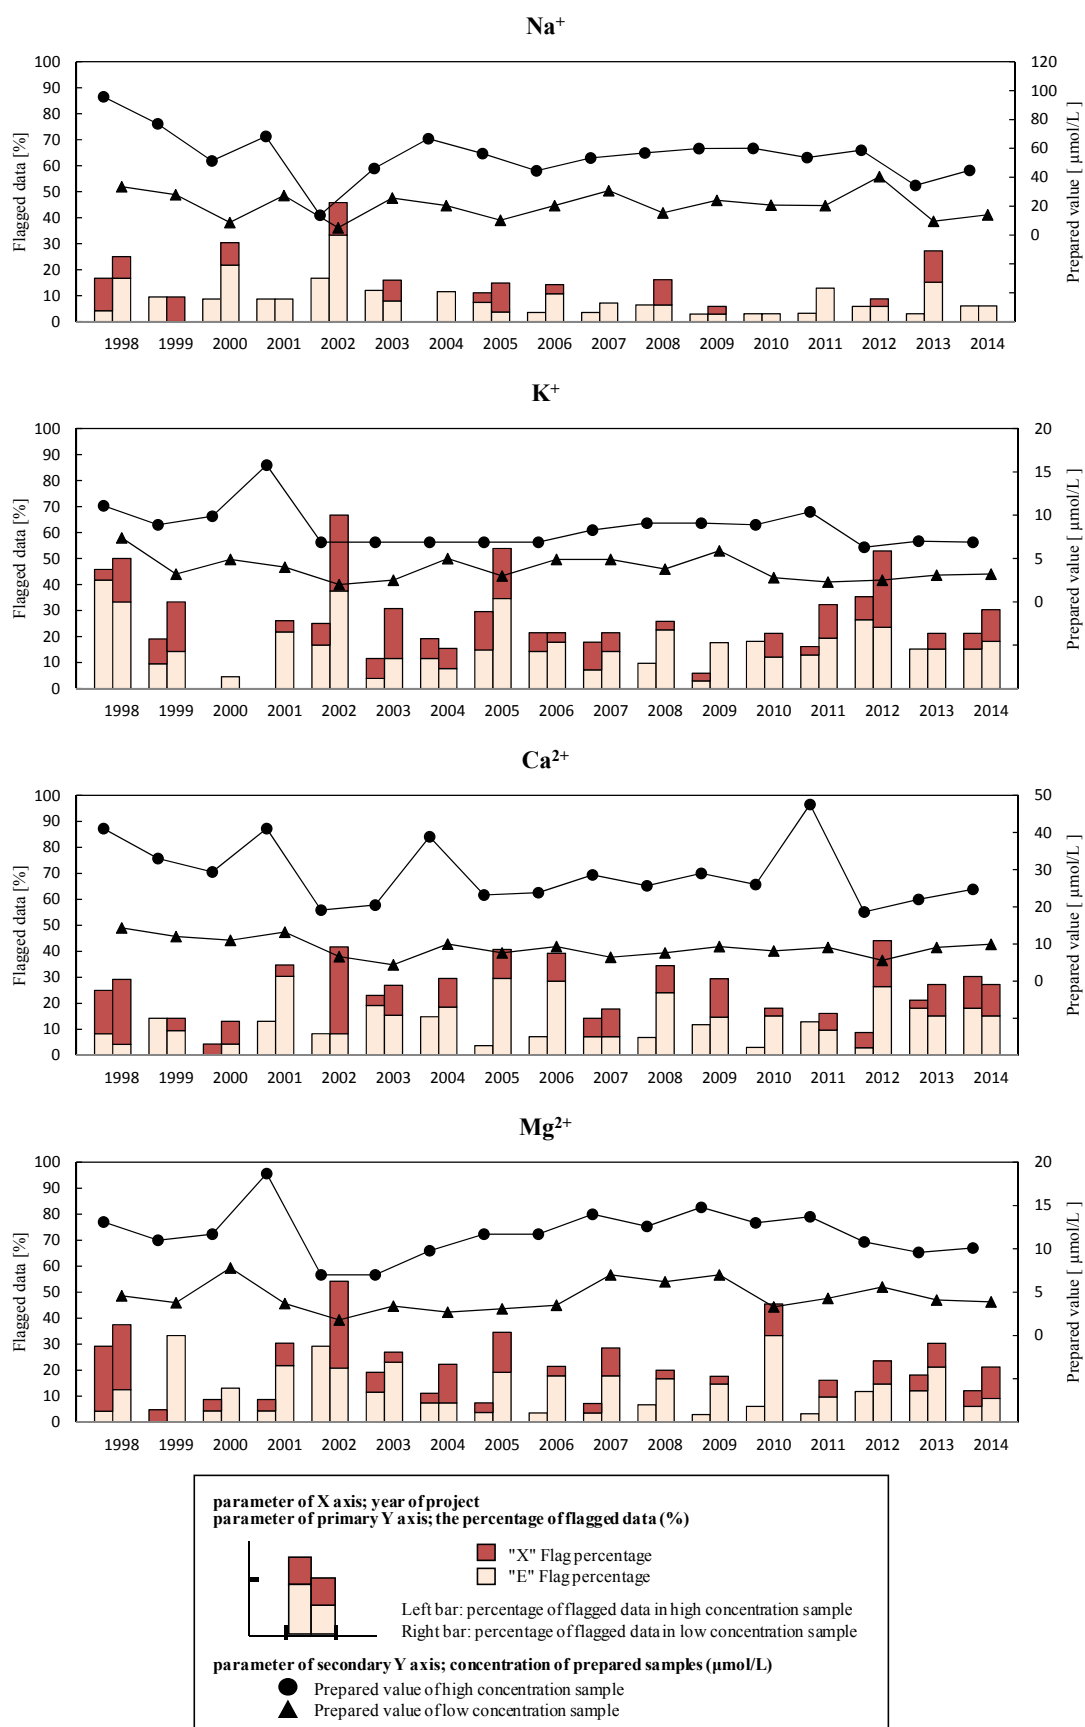 Na⁺
100 120
90 100
80 80
70
60 60
50 40
40 20
30 0
20
10
0
Flagged data [%]
Prepared value [ µmol/L]
1998 1999 2000 2001 2002 2003 2004 2005 2006 2007 2008 2009 2010 2011 2012 2013 2014
K⁺
100 20
90
80 15
70
60 10
50 5
40
30 0
20
10
0
Flagged data [%]
Prepared value [ µmol/L]
1998 1999 2000 2001 2002 2003 2004 2005 2006 2007 2008 2009 2010 2011 2012 2013 2014
Ca²⁺
100 50
90 40
80
70 30
60 20
50
40 10
30 0
20
10
0
Flagged data [%]
Prepared value [ µmol/L]
1998 1999 2000 2001 2002 2003 2004 2005 2006 2007 2008 2009 2010 2011 2012 2013 2014
Mg²⁺
100 20
90
80 15
70
60 10
50 5
40
30 0
20
10
0
Flagged data [%]
Prepared value [ µmol/L]
1998 1999 2000 2001 2002 2003 2004 2005 2006 2007 2008 2009 2010 2011 2012 2013 2014
parameter of X axis; year of project
parameter of primary Y axis; the percentage of flagged data (%)
"X" Flag percentage
"E" Flag percentage
Left bar: percentage of flagged data in high concentration sample
Right bar: percentage of flagged data in low concentration sample
parameter of secondary Y axis; concentration of prepared samples (µmol/L)
Prepared value of high concentration sample
Prepared value of low concentration sample